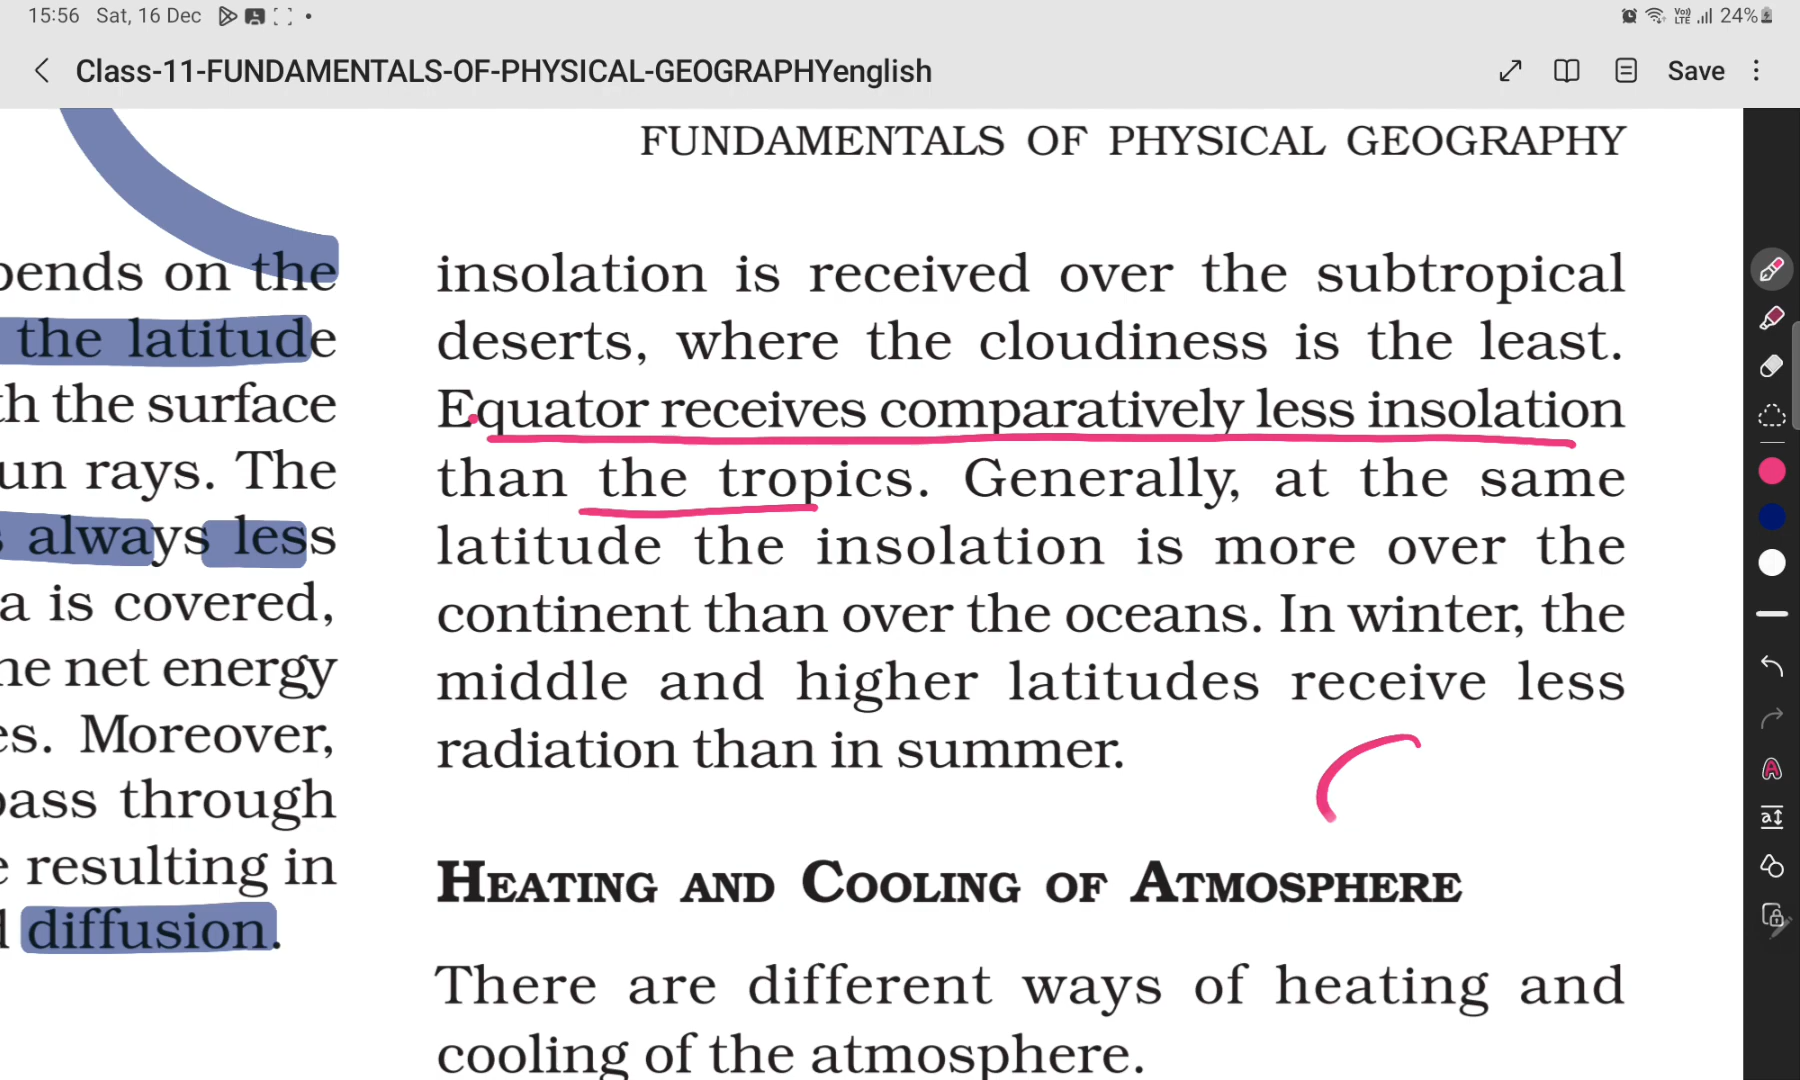 15:56 Sat, 16 Dec
Vo)) LTE 24%
Class-11-FUNDAMENTALS-OF-PHYSICAL-GEOGRAPHYenglish
Save
FUNDAMENTALS OF PHYSICAL GEOGRAPHY
pends on the
the latitude
th the surface
un rays. The
s always less
a is covered,
he net energy
es. Moreover,
pass through
e resulting in
d diffusion.
insolation is received over the subtropical
deserts, where the cloudiness is the least.
Equator receives comparatively less insolation
than the tropics. Generally, at the same
latitude the insolation is more over the
continent than over the oceans. In winter, the
middle and higher latitudes receive less
radiation than in summer.
HEATING AND COOLING OF ATMOSPHERE
There are different ways of heating and
cooling of the atmosphere.